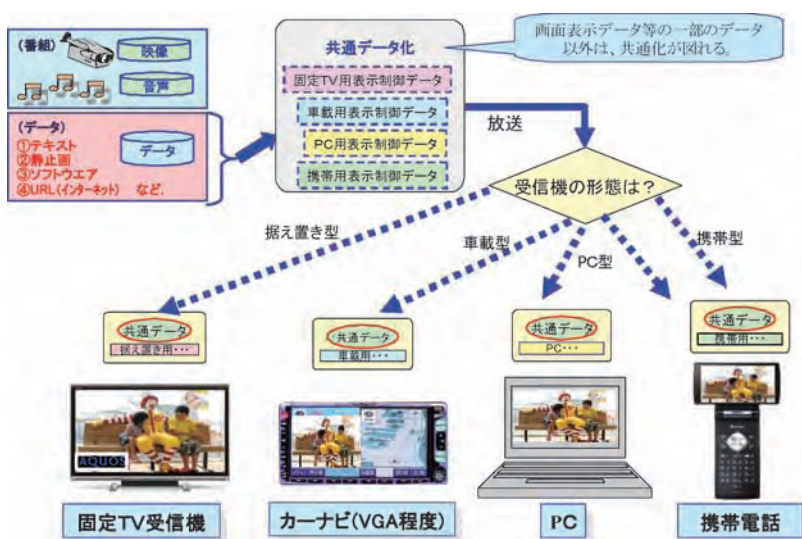 (番組)
映像
音声
(データ)
①テキスト
②静止画
③ソフトウエア
④URL(インターネット) など.
データ
共通データ化
固定TV用表示制御データ
車載用表示制御データ
PC用表示制御データ
携帯用表示制御データ
画面表示データ等の一部のデータ
以外は、共通化が図れる。
放送
受信機の形態は？
据え置き型
車載型
PC型
携帯型
共通データ
据え置き用・・・
共通データ
車載用・・・
共通データ
PC・・・
共通データ
携帯用・・・
AQUOS
固定TV受信機
カーナビ(VGA程度)
PC
携帯電話